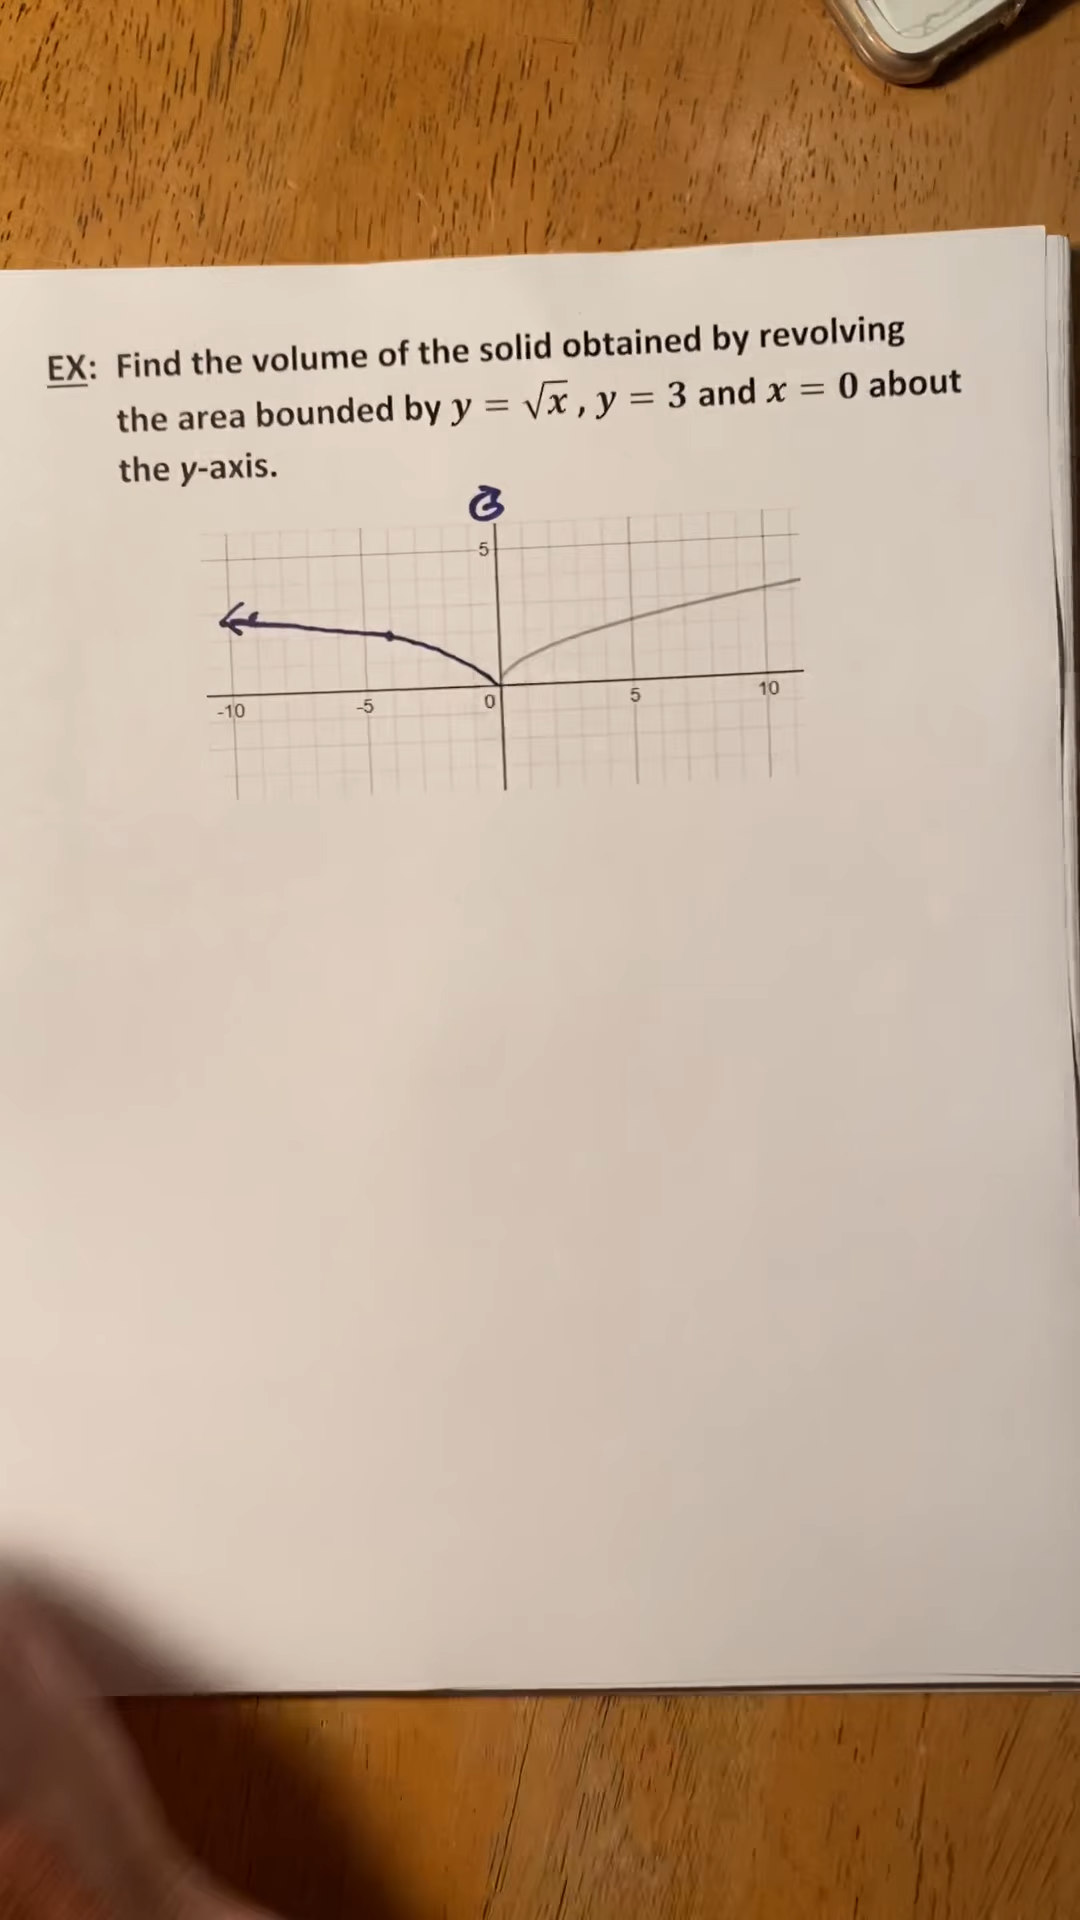 EX: Find the volume of the solid obtained by revolving
the area bounded by y = √x , y = 3 and x = 0 about
the y-axis.
5
-10 -5 0 5 10